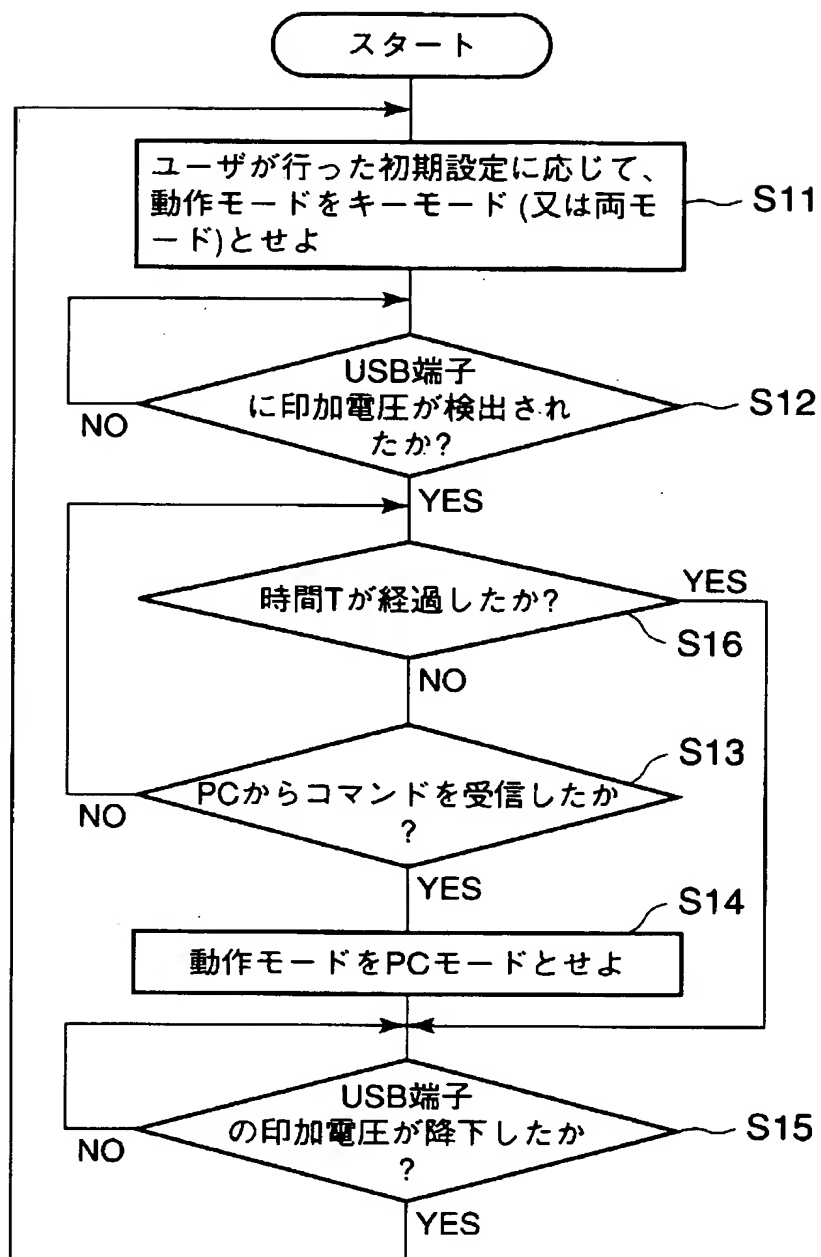 スタート
ユーザが行った初期設定に応じて、
動作モードをキーモード(又は両モ
ード)とせよ
S11
USB端子
に印加電圧が検出され
たか?
S12
NO
YES
時間Tが経過したか?
YES
S16
NO
S13
PCからコマンドを受信したか
?
NO
YES
S14
動作モードをPCモードとせよ
USB端子
の印加電圧が降下したか
?
S15
NO
YES